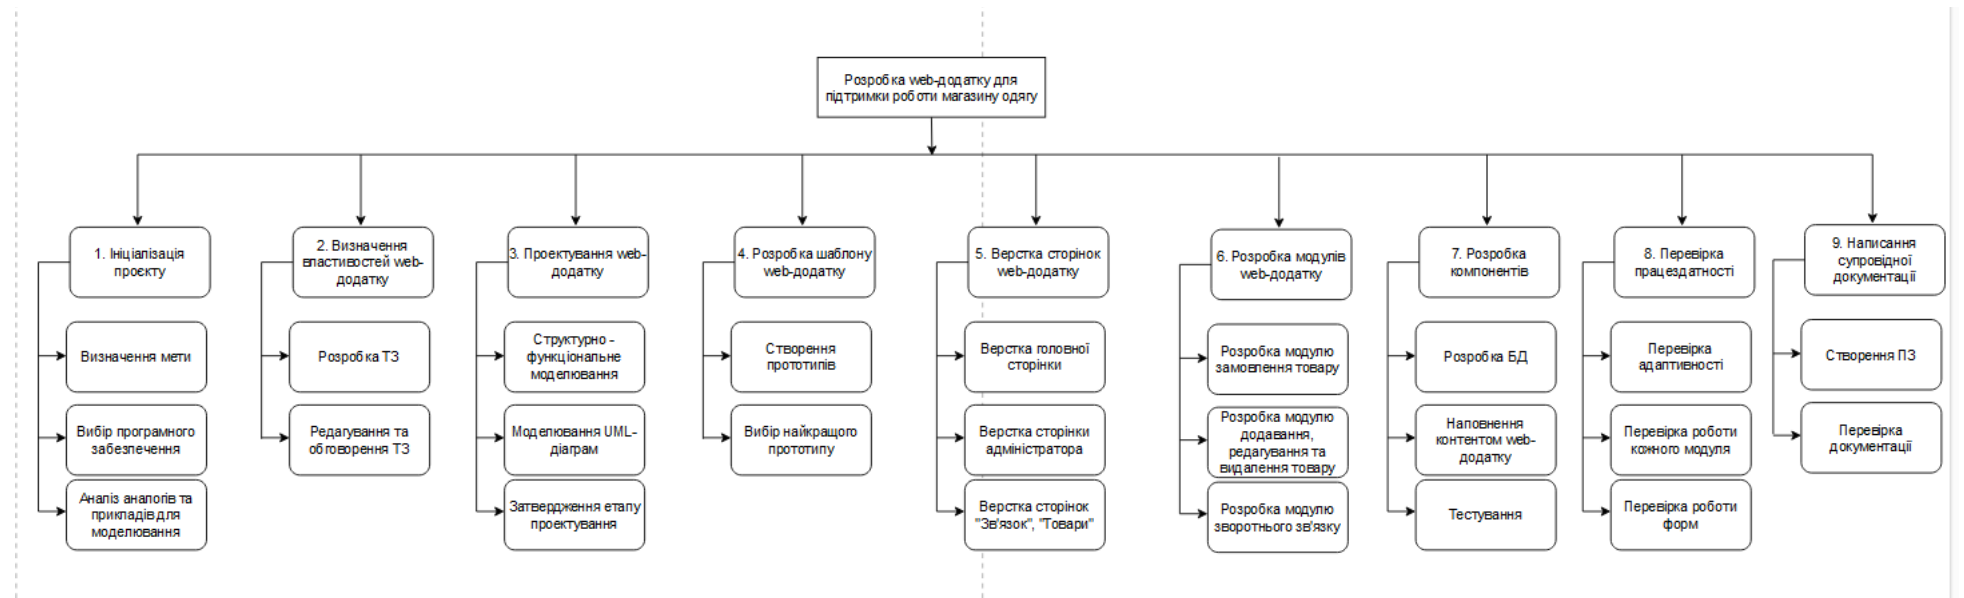 Розробка web-додатку для
підтримки роботи магазину одягу
1. Ініціалізація
проєкту
Визначення мети
Вибір програмного
забезпечення
Аналіз аналогів та
прикладів для
моделювання
2. Визначення
властивостей web-
додатку
Розробка ТЗ
Редагування та
обговорення ТЗ
3. Проектування web-
додатку
Структурно -
функціональне
моделювання
Моделювання UML-
діаграм
Затвердження етапу
проектування
4. Розробка шаблону
web-додатку
Створення
прототипів
Вибір найкращого
прототипу
5. Верстка сторінок
web-додатку
Верстка головної
сторінки
Верстка сторінки
адміністратора
Верстка сторінок
"Зв'язок", "Товари"
6. Розробка модулів
web-додатку
Розробка модулю
замовлення товару
Розробка модулю
додавання,
редагування та
видалення товару
Розробка модулю
зворотнього зв'язку
7. Розробка
компонентів
Розробка БД
Наповнення
контентом web-
додатку
Тестування
8. Перевірка
працездатності
Перевірка
адаптивності
Перевірка роботи
кожного модуля
Перевірка роботи
форм
9. Написання
супровідної
документації
Створення ПЗ
Перевірка
документації